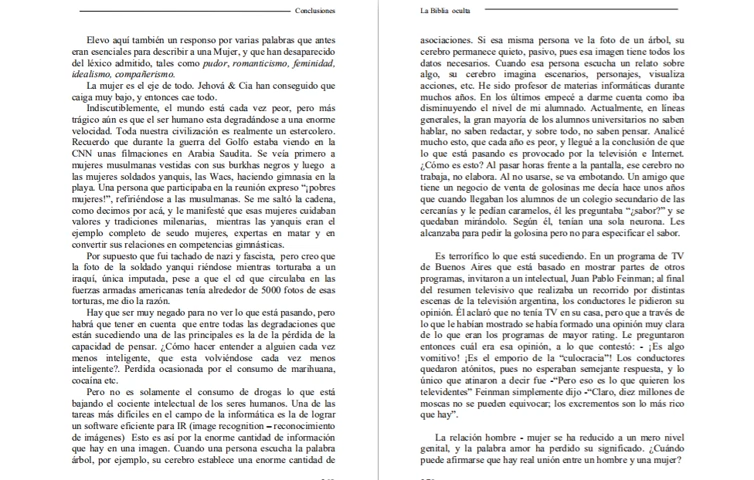 Conclusiones
Elevo aquí también un responso por varias palabras que antes
eran esenciales para describir a una Mujer, y que han desaparecido
del léxico admitido, tales como pudor, romanticismo, feminidad,
idealismo, compañerismo.
La mujer es el eje de todo. Jehová & Cia han conseguido que
caiga muy bajo, y entonces cae todo.
Indiscutiblemente, el mundo está cada vez peor, pero más
trágico aún es que el ser humano esta degradándose a una enorme
velocidad. Toda nuestra civilización es realmente un estercolero.
Recuerdo que durante la guerra del Golfo estaba viendo en la
CNN unas filmaciones en Arabia Saudita. Se veía primero a
mujeres musulmanas vestidas con sus burkhas negros y luego a
las mujeres soldados yanquis, las Wacs, haciendo gimnasia en la
playa. Una persona que participaba en la reunión expreso “¡pobres
mujeres!”, refiriéndose a las musulmanas. Se me saltó la cadena,
como decimos por acá, y le manifesté que esas mujeres cuidaban
valores y tradiciones milenarias, mientras las yanquis eran el
ejemplo completo de seudo mujeres, expertas en matar y en
convertir sus relaciones en competencias gimnásticas.
Por supuesto que fui tachado de nazi y fascista, pero creo que
la foto de la soldado yanqui riéndose mientras torturaba a un
iraquí, única imputada, pese a que el cd que circulaba en las
fuerzas armadas americanas tenía alrededor de 5000 fotos de esas
torturas, me dio la razón.
Hay que ser muy negado para no ver lo que está pasando, pero
habrá que tener en cuenta que entre todas las degradaciones que
están sucediendo una de las principales es la de la pérdida de la
capacidad de pensar. ¿Cómo hacer entender a alguien cada vez
menos inteligente, que esta volviéndose cada vez menos
inteligente?. Perdida ocasionada por el consumo de marihuana,
cocaína etc.
Pero no es solamente el consumo de drogas lo que está
bajando el cociente intelectual de los seres humanos. Una de las
tareas más difíciles en el campo de la informática es la de lograr
un software eficiente para IR (image recognition – reconocimiento
de imágenes) Esto es así por la enorme cantidad de información
que hay en una imagen. Cuando una persona escucha la palabra
árbol, por ejemplo, su cerebro establece una enorme cantidad de
La Biblia oculta
asociaciones. Si esa misma persona ve la foto de un árbol, su
cerebro permanece quieto, pasivo, pues esa imagen tiene todos los
datos necesarios. Cuando esa persona escucha un relato sobre
algo, su cerebro imagina escenarios, personajes, visualiza
acciones, etc. He sido profesor de materias informáticas durante
muchos años. En los últimos empecé a darme cuenta como iba
disminuyendo el nivel de mi alumnado. Actualmente, en líneas
generales, la gran mayoría de los alumnos universitarios no saben
hablar, no saben redactar, y sobre todo, no saben pensar. Analicé
mucho esto, que cada año es peor, y llegué a la conclusión de que
lo que está pasando es provocado por la televisión e Internet.
¿Cómo es esto? Al pasar horas frente a la pantalla, ese cerebro no
trabaja, no elabora. Al no usarse, se va embotando. Un amigo que
tiene un negocio de venta de golosinas me decía hace unos años
que cuando llegaban los alumnos de un colegio secundario de las
cercanías y le pedían caramelos, él les preguntaba “¿sabor?” y se
quedaban mirándolo. Según él, tenían una sola neurona. Les
alcanzaba para pedir la golosina pero no para especificar el sabor.
Es terrorífico lo que está sucediendo. En un programa de TV
de Buenos Aires que está basado en mostrar partes de otros
programas, invitaron a un intelectual, Juan Pablo Feinman; al final
del resumen televisivo que realizaba un recorrido por distintas
escenas de la televisión argentina, los conductores le pidieron su
opinión. Él aclaró que no tenía TV en su casa, pero que a través de
lo que le habían mostrado se había formado una opinión muy clara
de lo que eran los programas de mayor rating. Le preguntaron
entonces cuál era esa opinión, a lo que contestó: - ¡Es algo
vomitivo! ¡Es el emporio de la “culocracia”! Los conductores
quedaron atónitos, pues no esperaban semejante respuesta, y lo
único que atinaron a decir fue -“Pero eso es lo que quieren los
televidentes” Feinman simplemente dijo -“Claro, diez millones de
moscas no se pueden equivocar; los excrementos son lo más rico
que hay”.
La relación hombre - mujer se ha reducido a un mero nivel
genital, y la palabra amor ha perdido su significado. ¿Cuándo
puede afirmarse que hay real unión entre un hombre y una mujer?